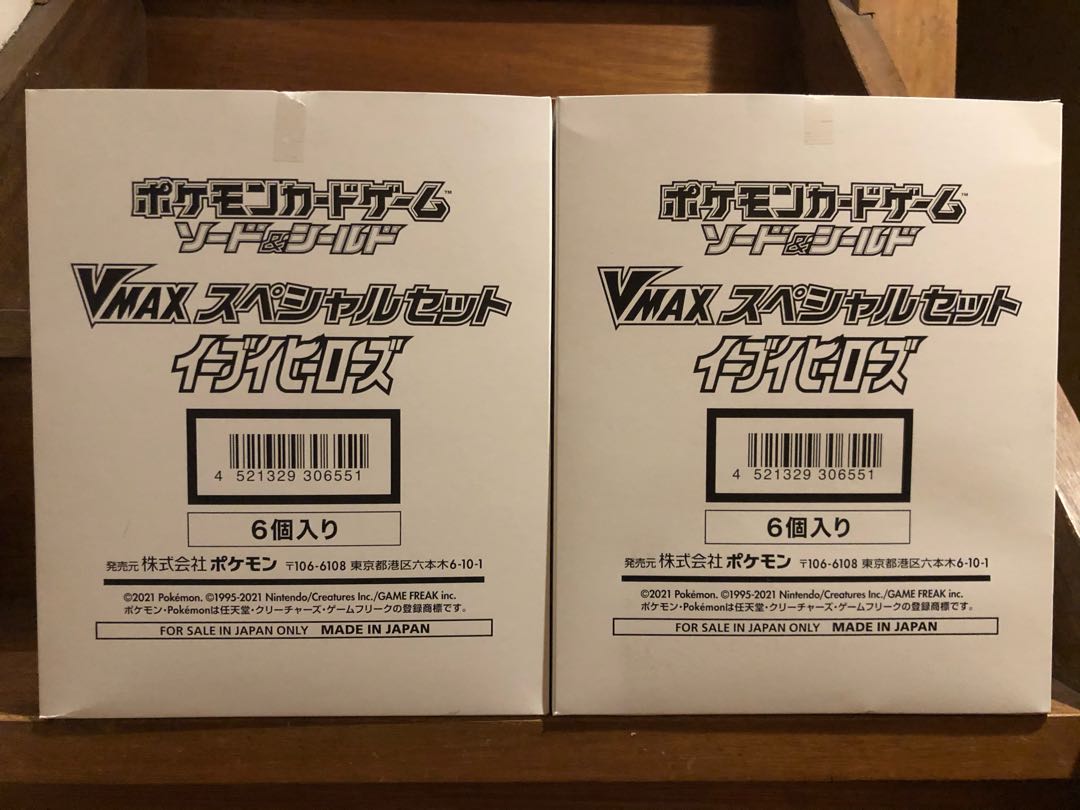 ポケモンカードゲーム™
ソード&シールド
VMAX スペシャルセット
イーブイヒーローズ
4 521329 306551
6個入り
発売元 株式会社 ポケモン 〒106-6108 東京都港区六本木6-10-1
©2021 Pokémon. ©1995-2021 Nintendo/Creatures Inc./GAME FREAK inc.
ポケモン・Pokémonは任天堂・クリーチャーズ・ゲームフリークの登録商標です。
FOR SALE IN JAPAN ONLY MADE IN JAPAN
ポケモンカードゲーム™
ソード&シールド
VMAX スペシャルセット
イーブイヒーローズ
4 521329 306551
6個入り
発売元 株式会社 ポケモン 〒106-6108 東京都港区六本木6-10-1
©2021 Pokémon. ©1995-2021 Nintendo/Creatures Inc./GAME FREAK inc.
ポケモン・Pokémonは任天堂・クリーチャーズ・ゲームフリークの登録商標です。
FOR SALE IN JAPAN ONLY MADE IN JAPAN